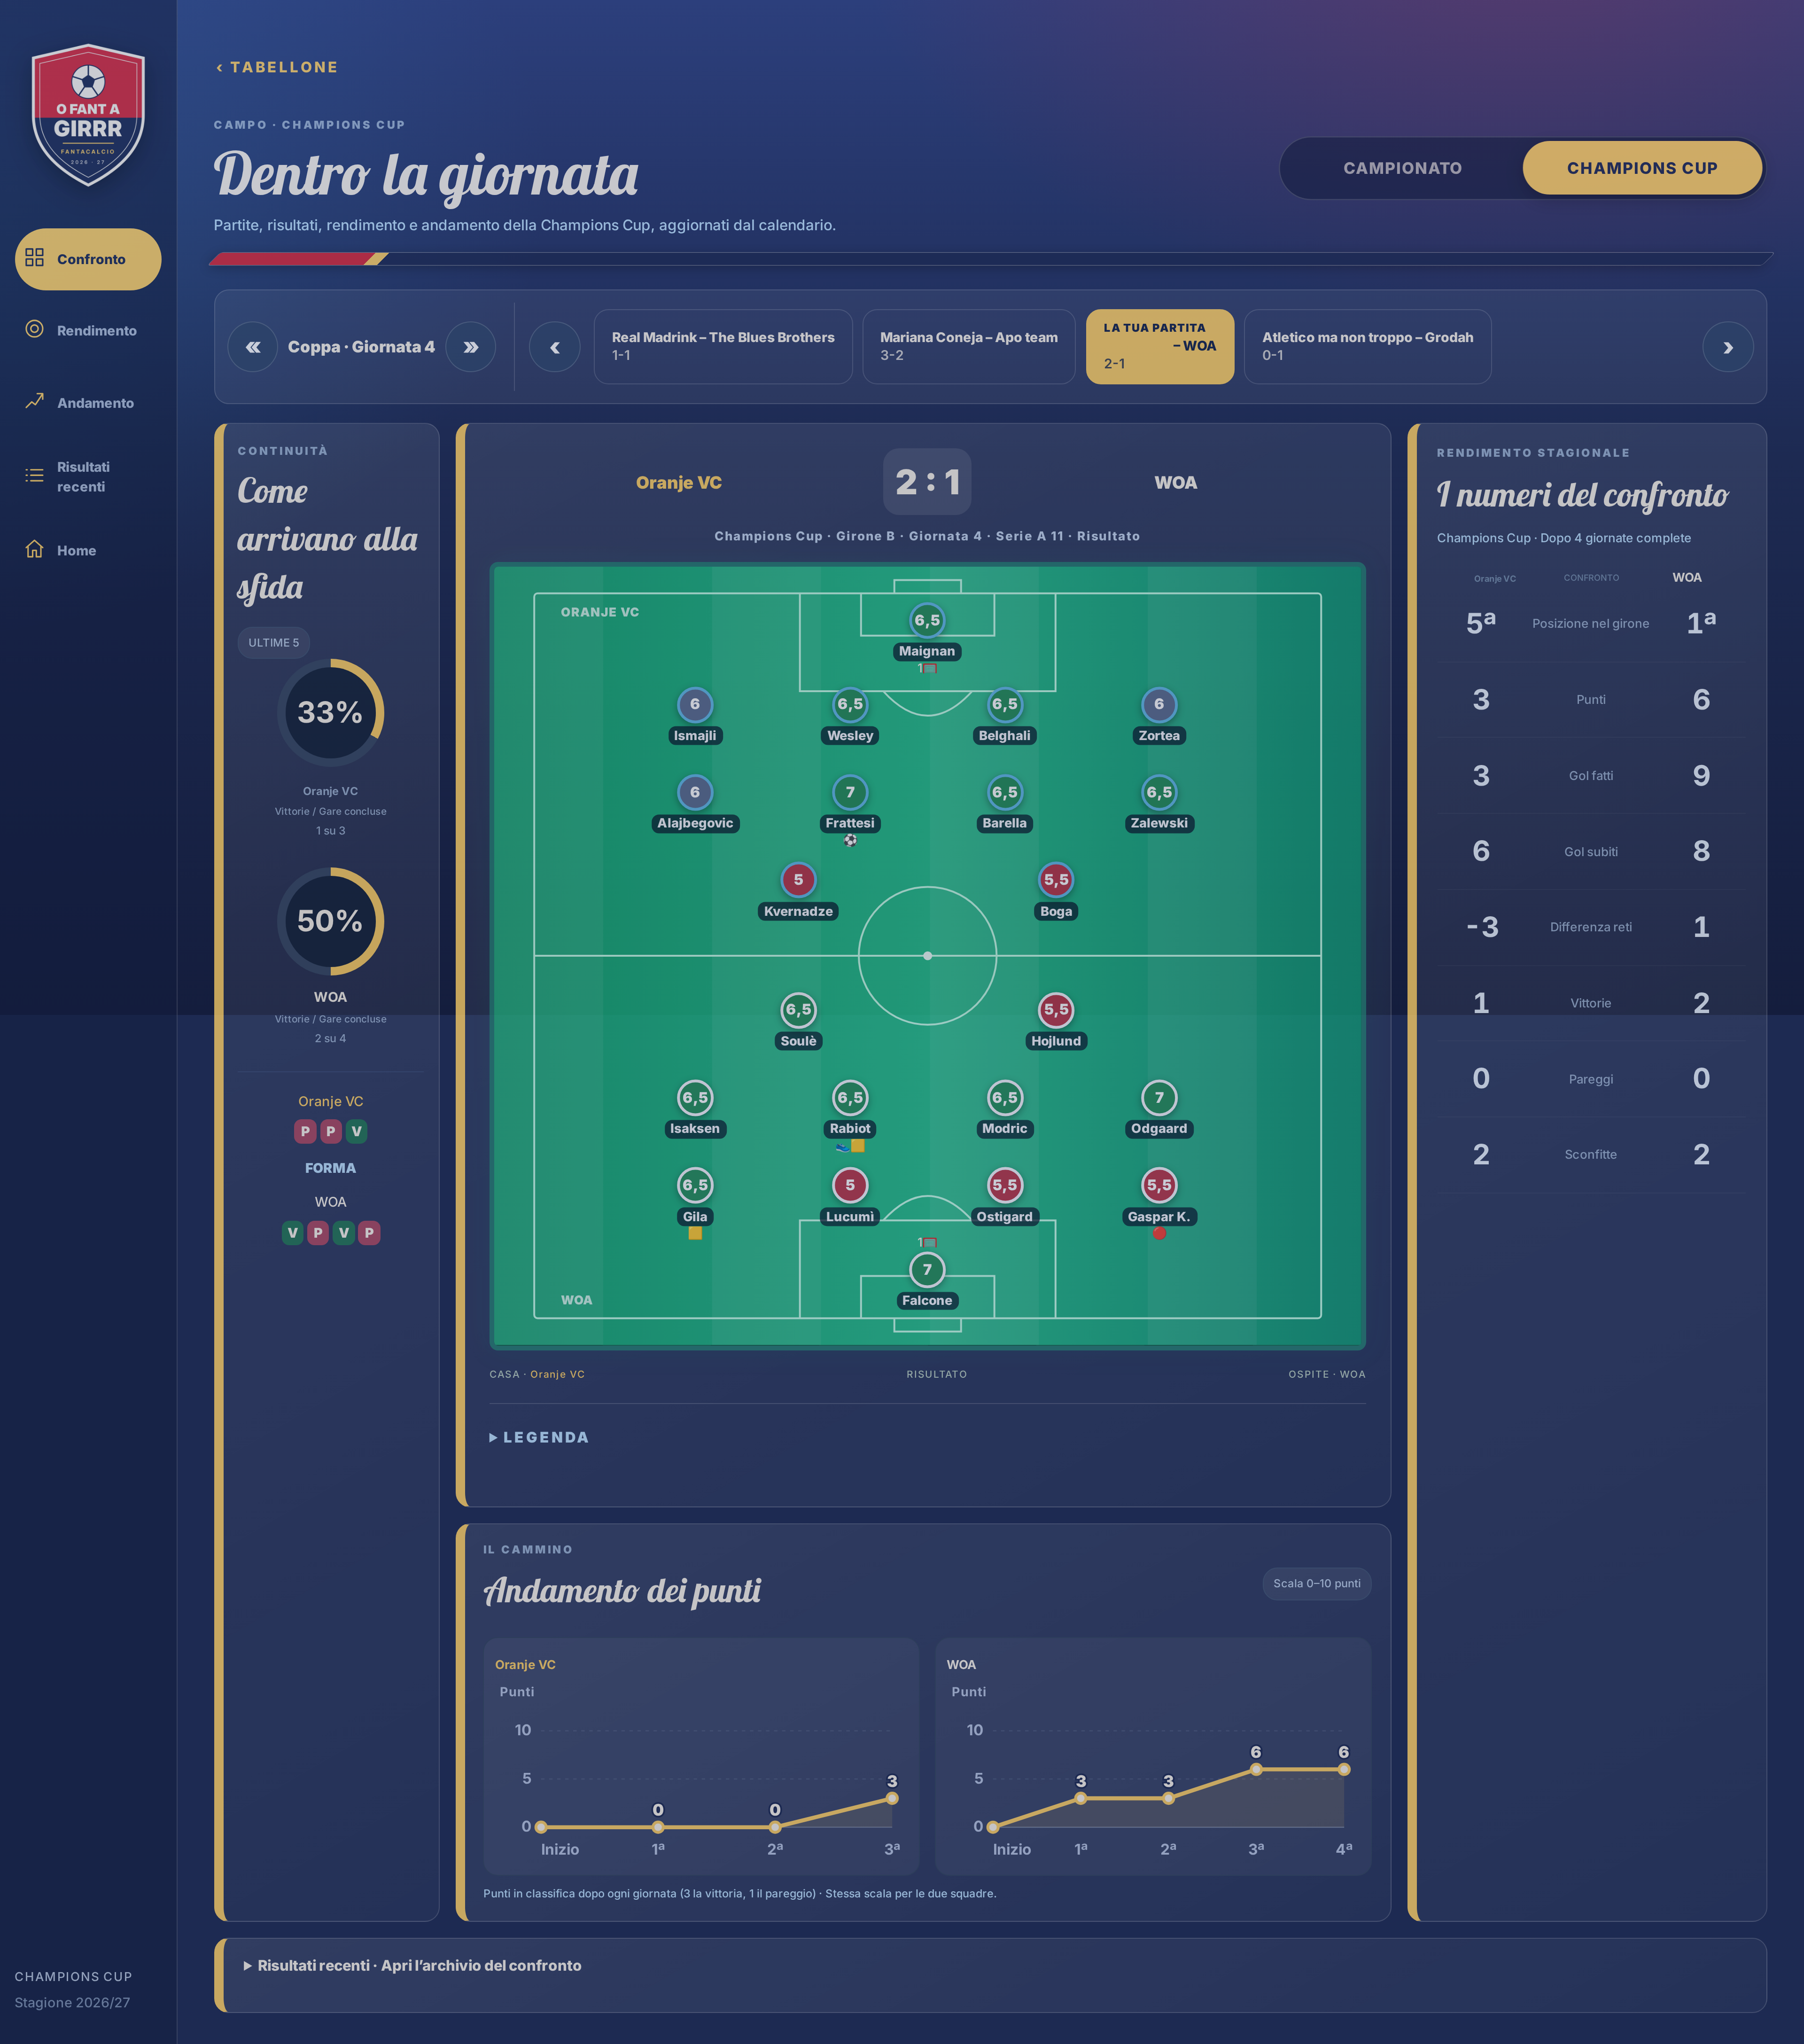 O FANT A
GIRRR
FANTACALCIO
2026 · 27
Confronto
Rendimento
Andamento
Risultati
recenti
Home
CHAMPIONS CUP
Stagione 2026/27
‹ TABELLONE
CAMPO · CHAMPIONS CUP
Dentro la giornata
Partite, risultati, rendimento e andamento della Champions Cup, aggiornati dal calendario.
CAMPIONATO
CHAMPIONS CUP
« Coppa · Giornata 4 »
‹
Real Madrink – The Blues Brothers
1-1
Mariana Coneja – Apo team
3-2
LA TUA PARTITA
– WOA
2-1
Atletico ma non troppo – Grodah
0-1
›
CONTINUITÀ
Come
arrivano alla
sfida
ULTIME 5
33%
Oranje VC
Vittorie / Gare concluse
1 su 3
50%
WOA
Vittorie / Gare concluse
2 su 4
Oranje VC
P P V
FORMA
WOA
V P V P
Oranje VC 2 : 1 WOA
Champions Cup · Girone B · Giornata 4 · Serie A 11 · Risultato
ORANJE VC
6,5
Maignan
1
6 6,5 6,5 6
Ismajli Wesley Belghali Zortea
6 7 6,5 6,5
Alajbegovic Frattesi Barella Zalewski
5 5,5
Kvernadze Boga
6,5 5,5
Soulè Hojlund
6,5 6,5 6,5 7
Isaksen Rabiot Modric Odgaard
6,5 5 5,5 5,5
Gila Lucumì Ostigard Gaspar K.
1
7
Falcone
WOA
CASA · Oranje VC RISULTATO OSPITE · WOA
▶ LEGENDA
IL CAMMINO
Andamento dei punti
Scala 0–10 punti
Oranje VC
Punti
10
5
0
0 0 3
Inizio 1ª 2ª 3ª
WOA
Punti
10
5
0
3 3 6 6
Inizio 1ª 2ª 3ª 4ª
Punti in classifica dopo ogni giornata (3 la vittoria, 1 il pareggio) · Stessa scala per le due squadre.
RENDIMENTO STAGIONALE
I numeri del confronto
Champions Cup · Dopo 4 giornate complete
Oranje VC CONFRONTO WOA
5ª Posizione nel girone 1ª
3 Punti 6
3 Gol fatti 9
6 Gol subiti 8
-3 Differenza reti 1
1 Vittorie 2
0 Pareggi 0
2 Sconfitte 2
▶ Risultati recenti · Apri l’archivio del confronto